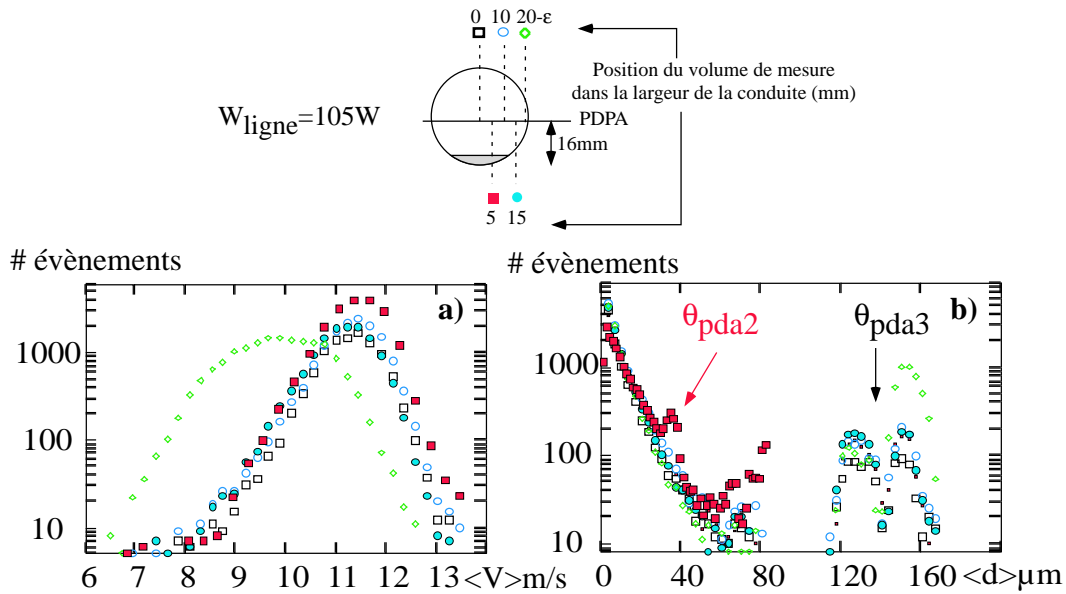 0 10 20-ε
Position du volume de mesure
dans la largeur de la conduite (mm)
W_ligne=105W
PDPA
16mm
5 15
# évènements
# évènements
a)
θ_pda2
θ_pda3
b)
1000
1000
100
100
10
10
6 7 8 9 10 11 12 13 <V>m/s
0 40 80 120 160 <d>µm